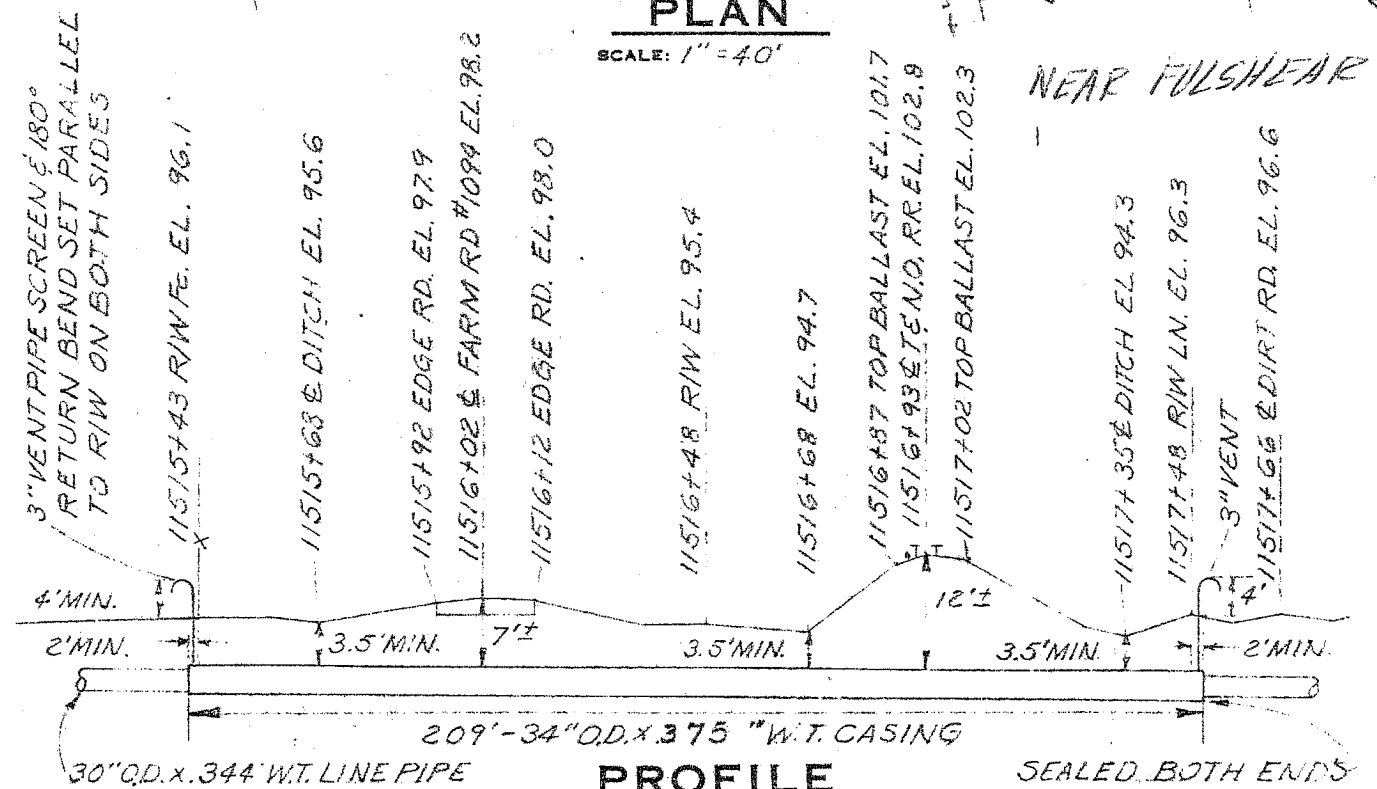 PLAN
SCALE: 1" = 40'
NEAR FULSHEAR
3" VENT PIPE SCREEN & 180°
RETURN BEND SET PARALLEL
TO R/W ON BOTH SIDES
11515+43 R/W Fc. EL. 96.1
11515+63 ℄ DITCH EL. 95.6
11515+92 EDGE RD. EL. 97.9
11516+02 ℄ FARM RD #1094 EL. 98.2
11516+12 EDGE RD. EL. 98.0
11516+48 R/W EL. 95.4
11516+68 EL. 94.7
11516+87 TOP BALLAST EL. 101.7
11516+93 ℄ T. & N.O. RR. EL. 102.8
11517+02 TOP BALLAST EL. 102.3
11517+35 ℄ DITCH EL 94.3
11517+48 R/W LN. EL. 96.3
3" VENT
11517+66 ℄ DIRT RD. EL. 96.6
4' MIN.
2' MIN.
3.5' MIN.
7'±
3.5' MIN.
12'±
3.5' MIN.
4'
2' MIN.
209'-34" O.D. X .375 " W.T. CASING
30" O.D. x .344 W.T. LINE PIPE
PROFILE
SEALED BOTH ENDS